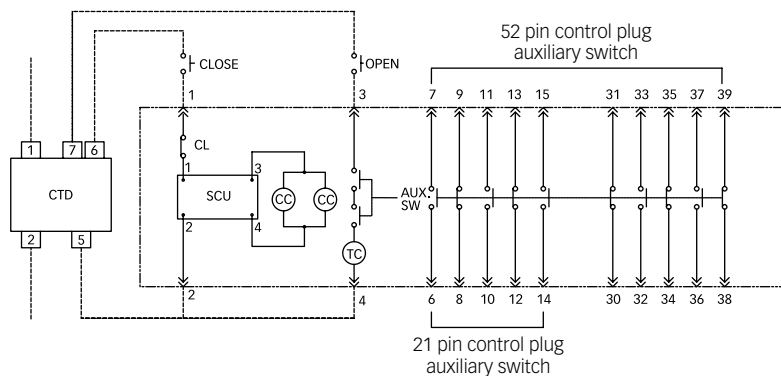 52 pin control plug
auxiliary switch
CLOSE
OPEN
1 3 7 9 11 13 15 31 33 35 37 39
1 7 6
CL
1 3
CTD
SCU
CC CC
AUX.
SW
2 4
TC
2 5
2 4 6 8 10 12 14 30 32 34 36 38
21 pin control plug
auxiliary switch